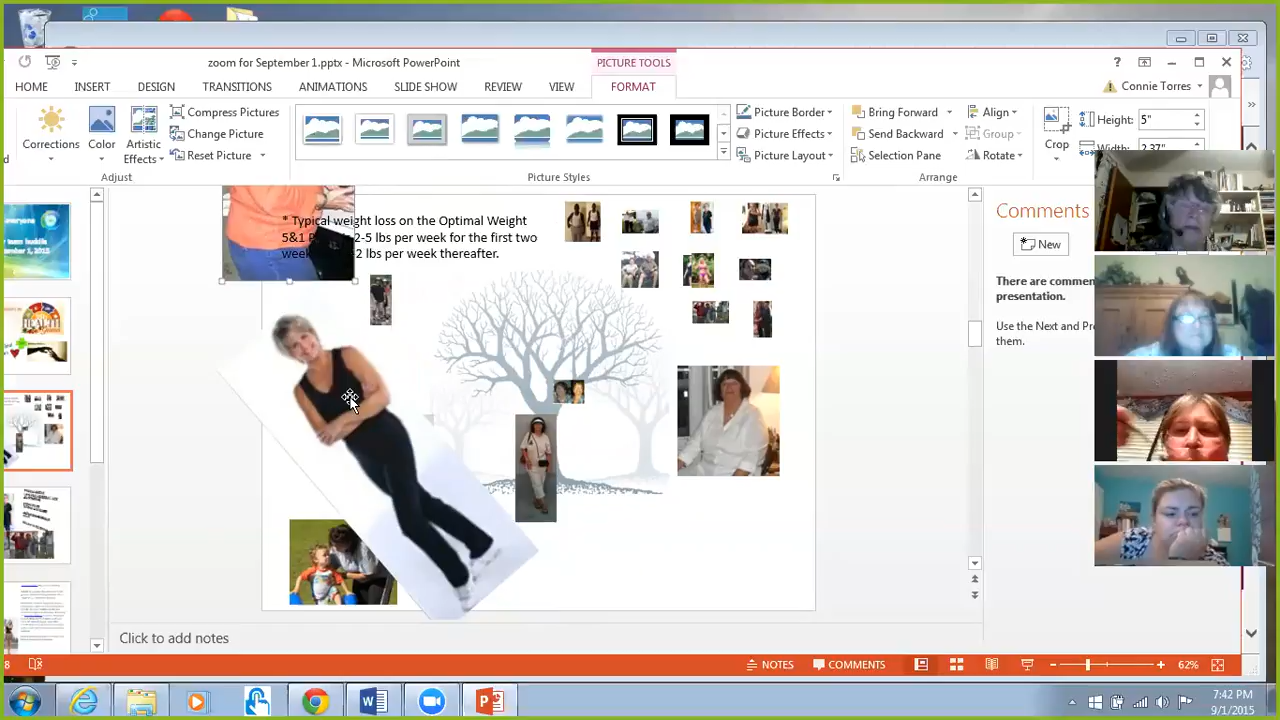 zoom for September 1.pptx - Microsoft PowerPoint
PICTURE TOOLS
?
HOME
INSERT
DESIGN
TRANSITIONS
ANIMATIONS
SLIDE SHOW
REVIEW
VIEW
FORMAT
Connie Torres
Corrections
Color
Artistic
Effects
Compress Pictures
Change Picture
Reset Picture
Picture Border
Picture Effects
Picture Layout
Bring Forward
Send Backward
Selection Pane
Align
Group
Rotate
Crop
Height: 5"
Width: 2.37"
Adjust
Picture Styles
Arrange
* Typical weight loss on the Optimal Weight
5&1 2-5 lbs per week for the first two
2 lbs per week thereafter.
Comments
New
There are
presentation.
Use the Next and
them.
Click to add notes
NOTES
COMMENTS
62%
7:42 PM
9/1/2015